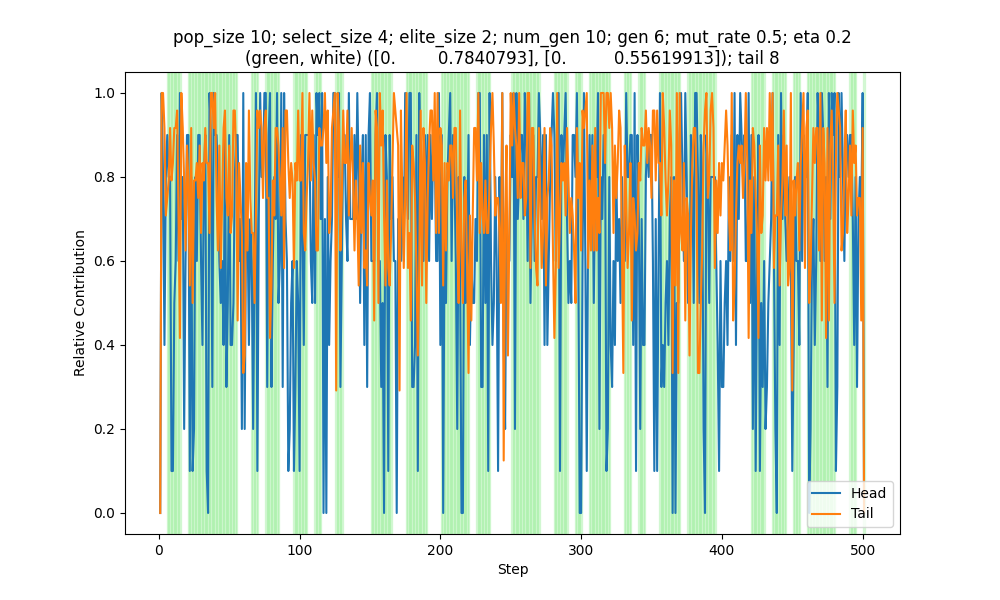 pop_size 10; select_size 4; elite_size 2; num_gen 10; gen 6; mut_rate 0.5; eta 0.2
(green, white) ([0.        0.7840793], [0.         0.55619913]); tail 8
1.0
0.8
0.6
0.4
0.2
0.0
Relative Contribution
0
100
200
300
400
500
Step
Head
Tail